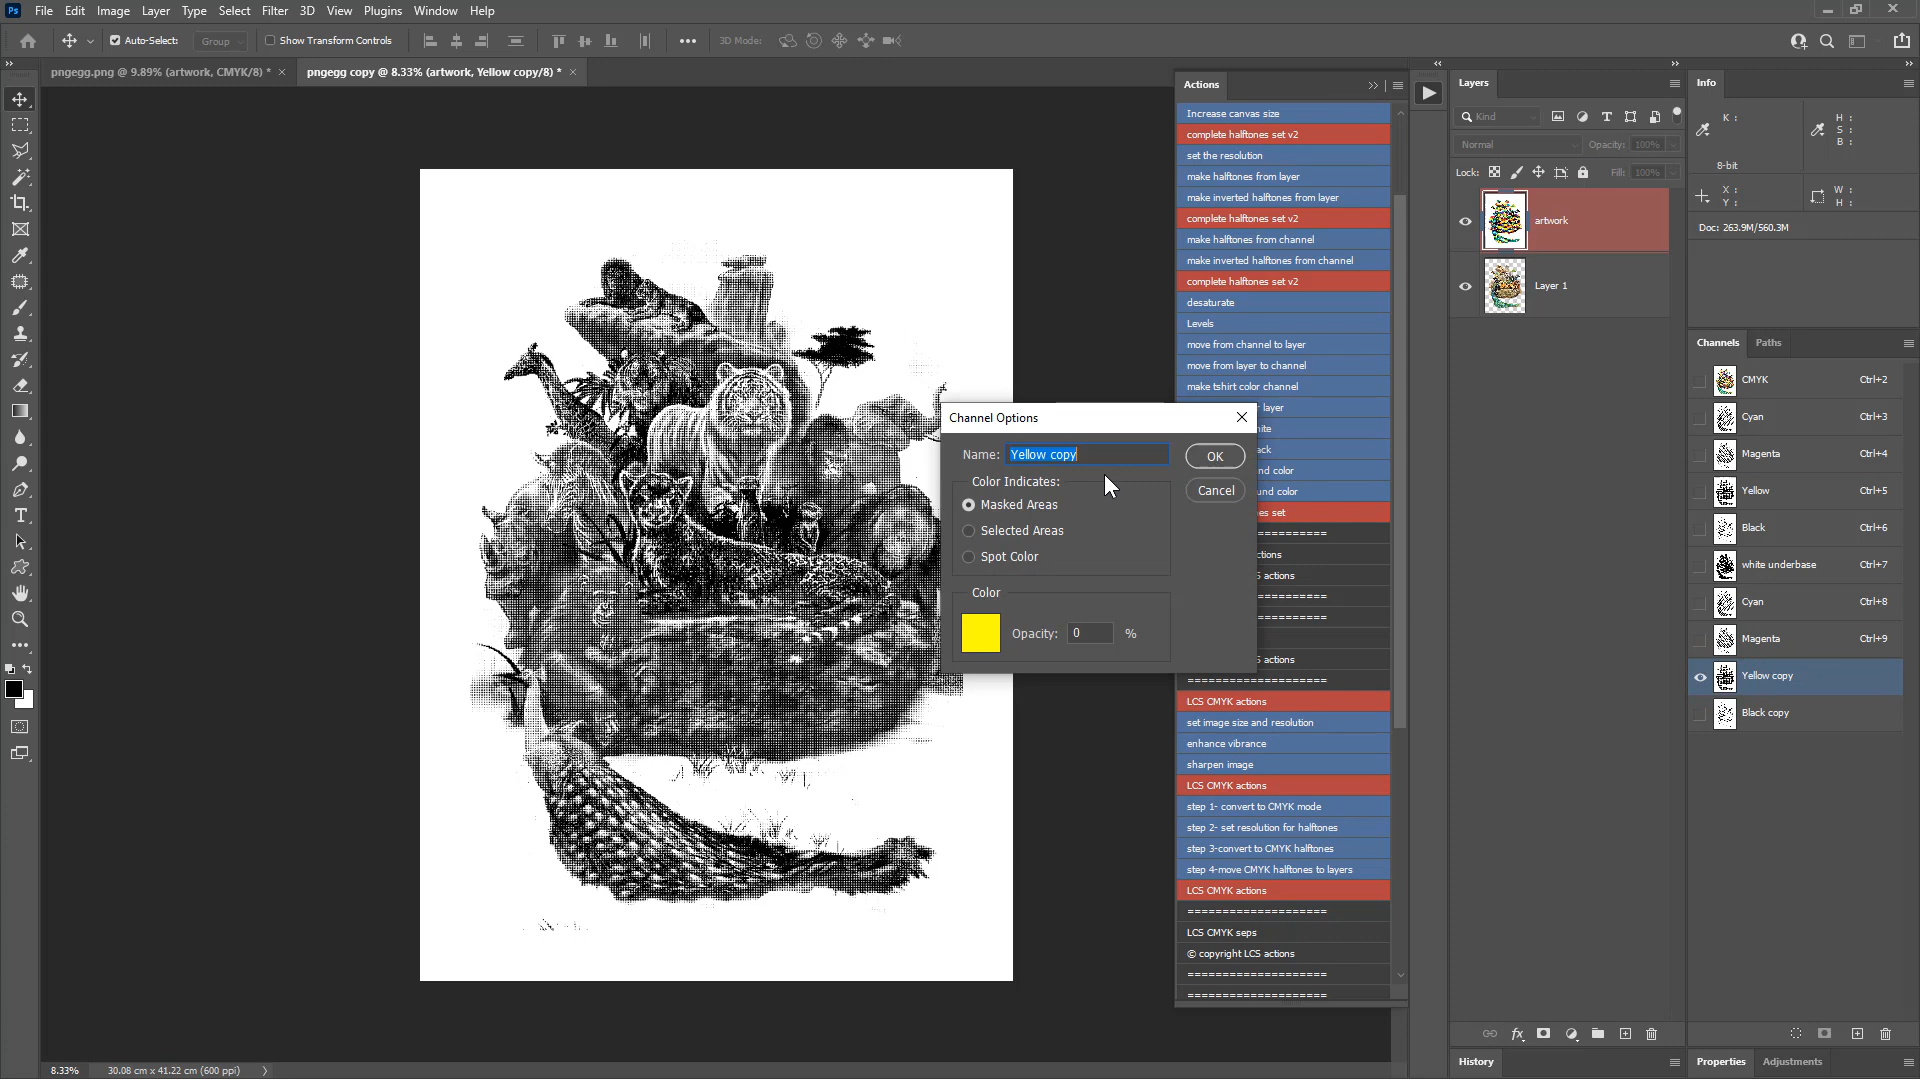 Ps File Edit Image Layer Type Select Filter 3D View Plugins Window Help
Auto-Select: Group Show Transform Controls 3D Mode:
pngegg.png @ 9.89% (artwork, CMYK/8) * pngegg copy @ 8.33% (artwork, Yellow copy/8) *
Actions
Increase canvas size
complete halftones set v2
set the resolution
make halftones from layer
make inverted halftones from layer
complete halftones set v2
make halftones from channel
make inverted halftones from channel
complete halftones set v2
desaturate
Levels
move from channel to layer
move from layer to channel
make tshirt color channel
layer
ite
ack
nd color
und color
es set
==========
ctions
S actions
==========
==========
S actions
==========
LCS CMYK actions
set image size and resolution
enhance vibrance
sharpen image
LCS CMYK actions
step 1- convert to CMYK mode
step 2- set resolution for halftones
step 3-convert to CMYK halftones
step 4-move CMYK halftones to layers
LCS CMYK actions
=====================
LCS CMYK seps
© copyright LCS actions
=====================
=====================
Channel Options
Name: Yellow copy
OK
Color Indicates:
Cancel
Masked Areas
Selected Areas
Spot Color
Color
Opacity: 0 %
Layers
Kind
Normal Opacity: 100%
Lock: Fill: 100%
artwork
Layer 1
History
Info
K : H :
S :
B :
8-bit
X : W :
Y : H :
Doc: 263.9M/560.3M
Channels Paths
CMYK Ctrl+2
Cyan Ctrl+3
Magenta Ctrl+4
Yellow Ctrl+5
Black Ctrl+6
white underbase Ctrl+7
Cyan Ctrl+8
Magenta Ctrl+9
Yellow copy
Black copy
Properties Adjustments
8.33% 30.08 cm x 41.22 cm (600 ppi)